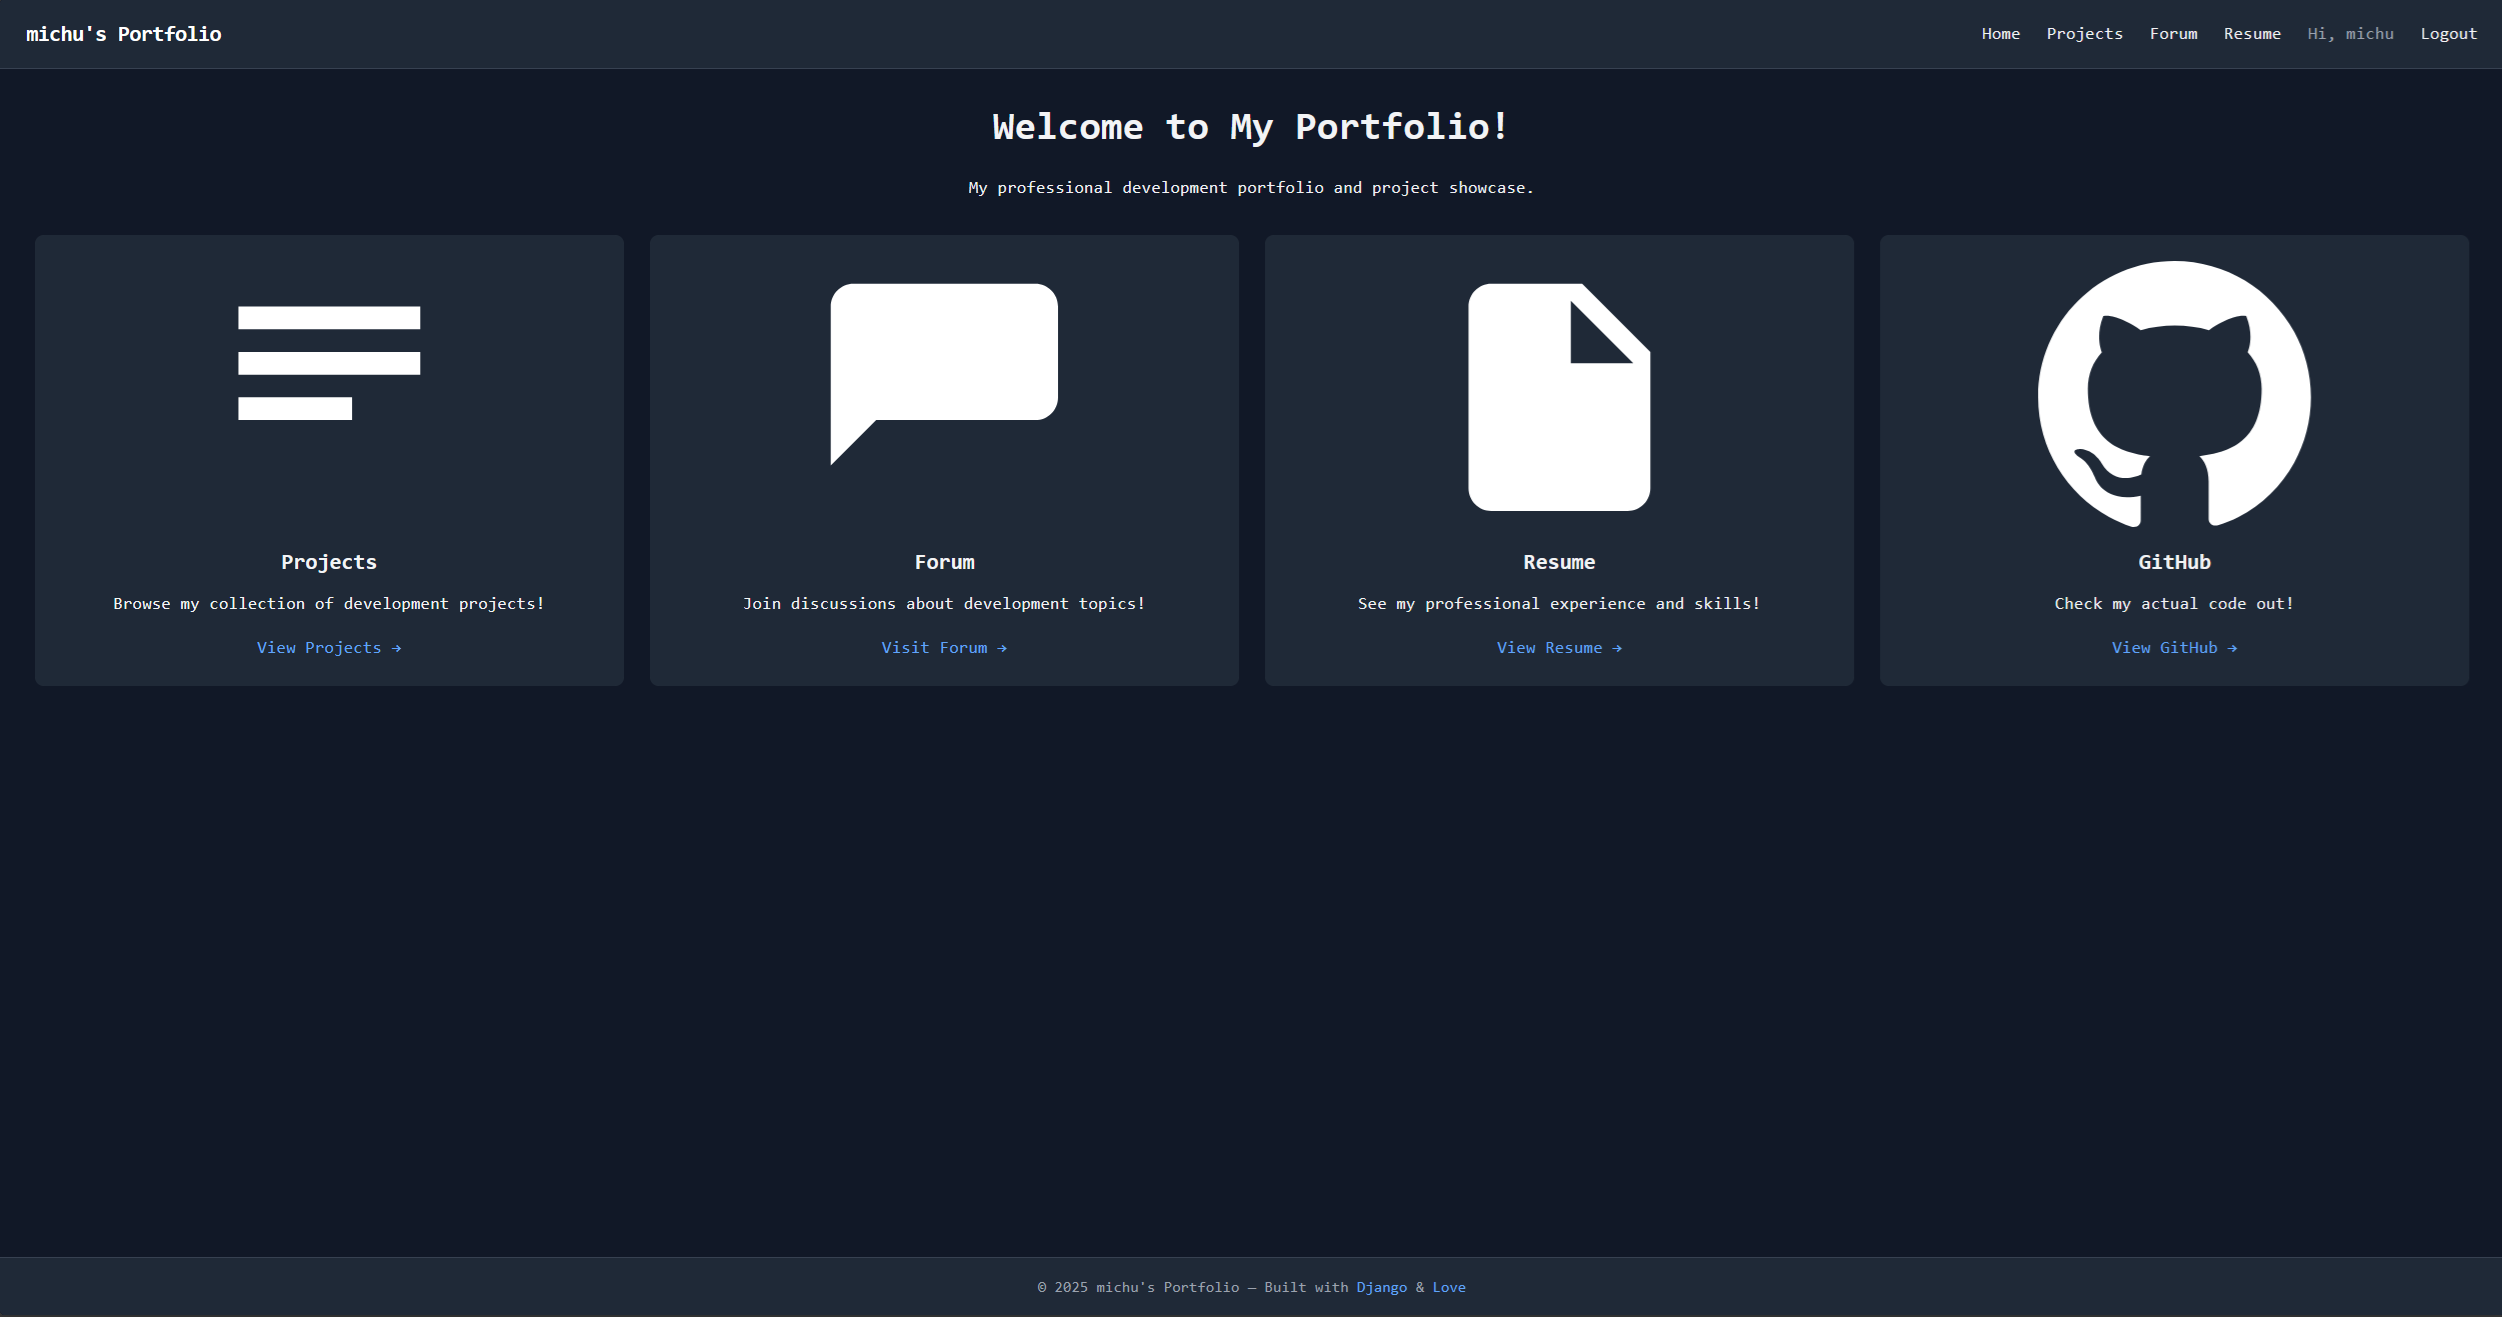 michu's Portfolio
Home Projects Forum Resume Hi, michu Logout
Welcome to My Portfolio!
My professional development portfolio and project showcase.
Projects
Browse my collection of development projects!
View Projects →
Forum
Join discussions about development topics!
Visit Forum →
Resume
See my professional experience and skills!
View Resume →
GitHub
Check my actual code out!
View GitHub →
© 2025 michu's Portfolio — Built with Django & Love